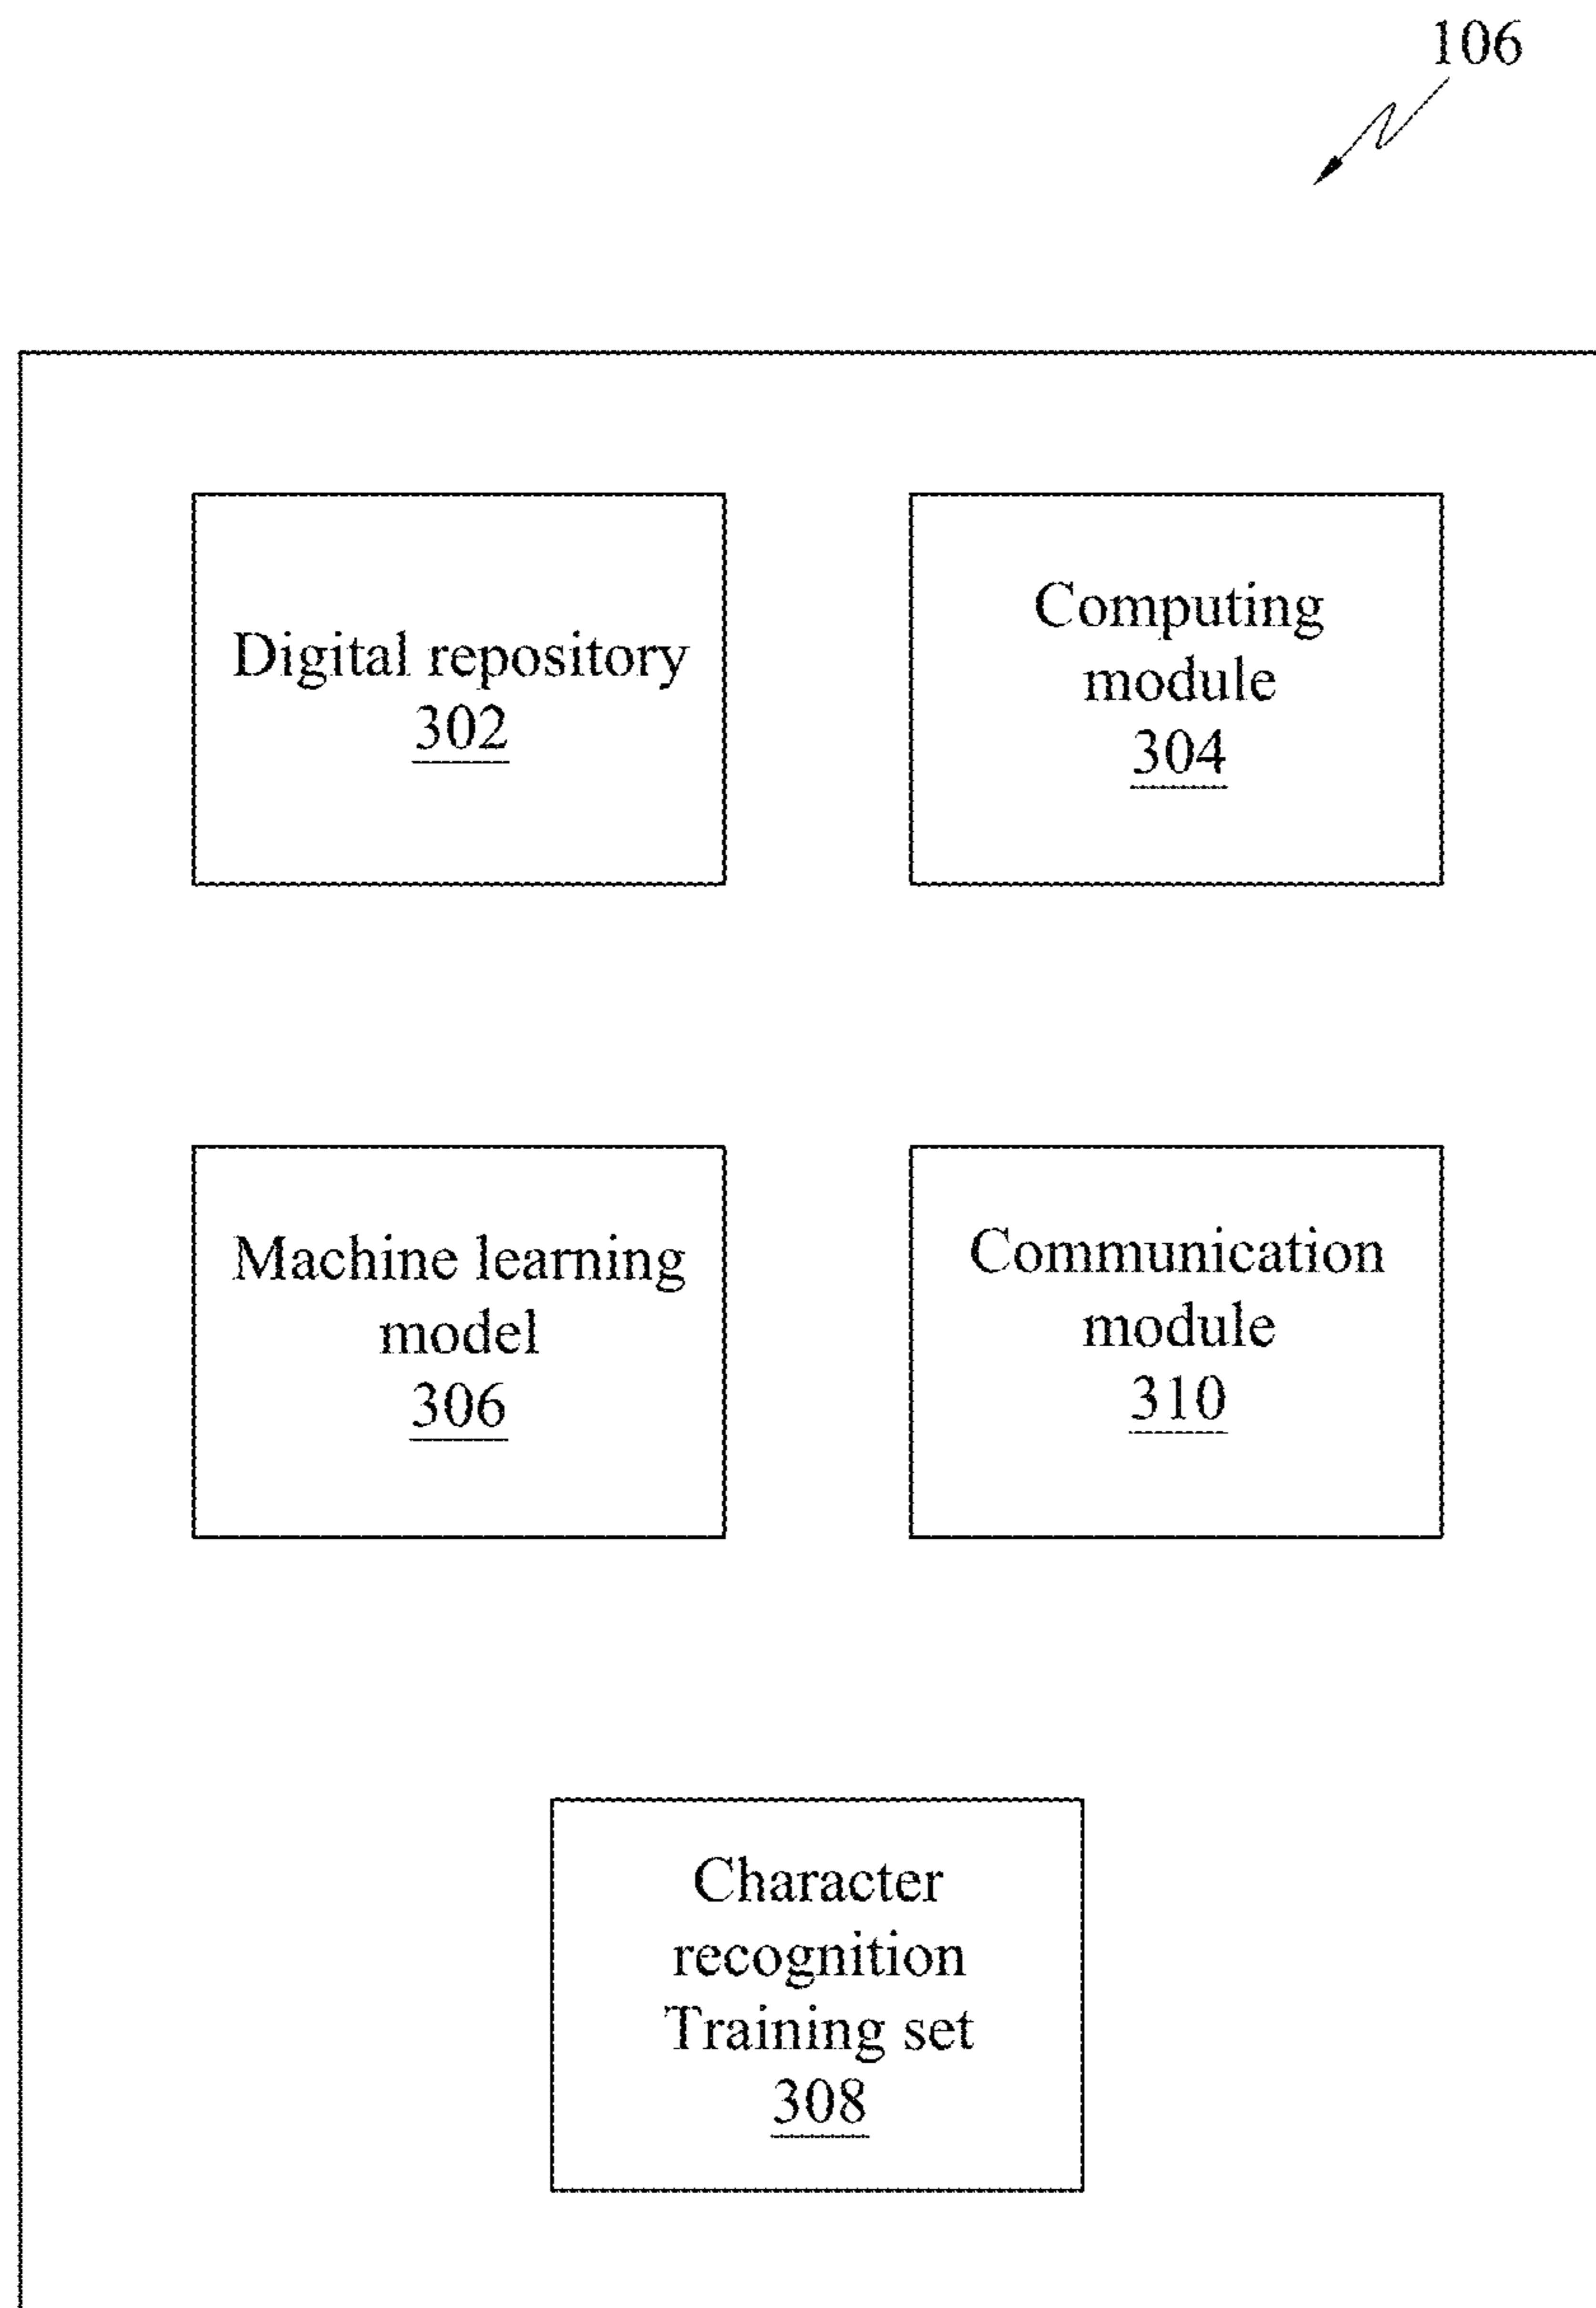 106
Digital repository
302
Computing
module
304
Machine learning
model
306
Communication
module
310
Character
recognition
Training set
308